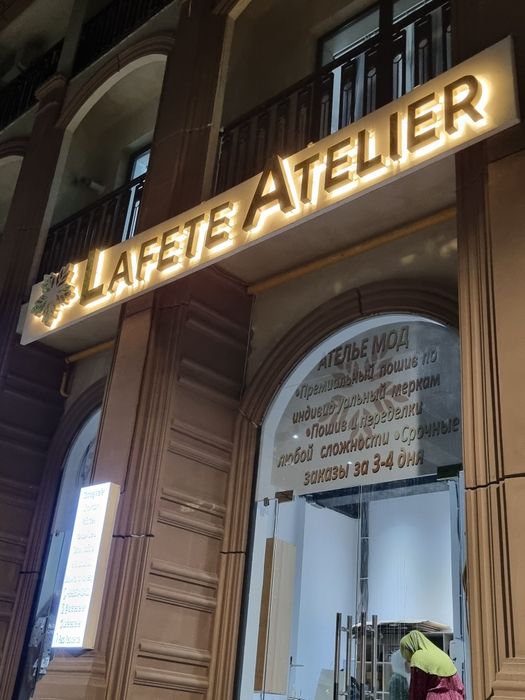 LAFETE ATELIER
АТЕЛЬЕ МОД
•Премиальный пошив по
индивидуальным меркам
•Пошив и переделки
любой сложности •Срочные
заказы за 3-4 дня